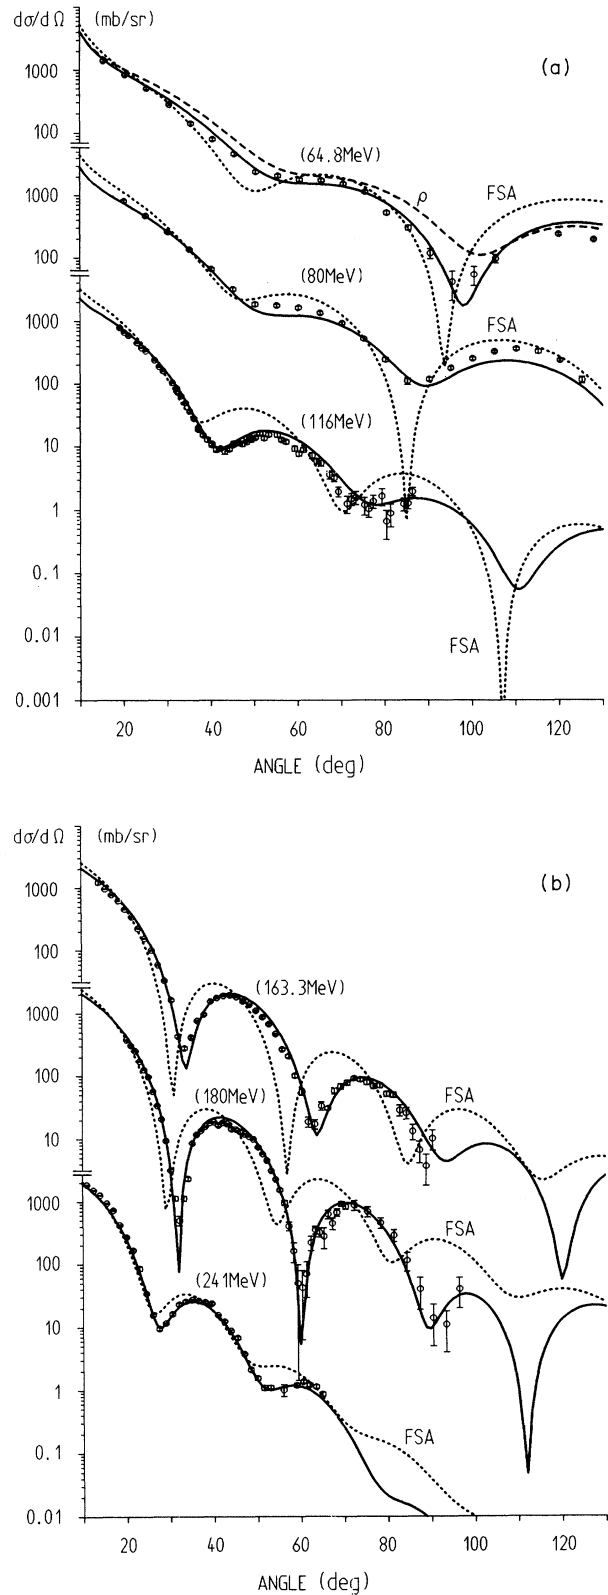 dσ/dΩ (mb/sr)
(a)
1000
100
(64.8MeV)
ρ
FSA
1000
100
(80MeV)
FSA
1000
100
(116MeV)
10
1
0.1
0.01
FSA
0.001
20 40 60 80 100 120
ANGLE (deg)
dσ/dΩ (mb/sr)
(b)
1000
100
(163.3MeV)
1000
100
(180MeV)
FSA
10
1000
FSA
100
(241MeV)
10
1
FSA
0.1
0.01
20 40 60 80 100 120
ANGLE (deg)